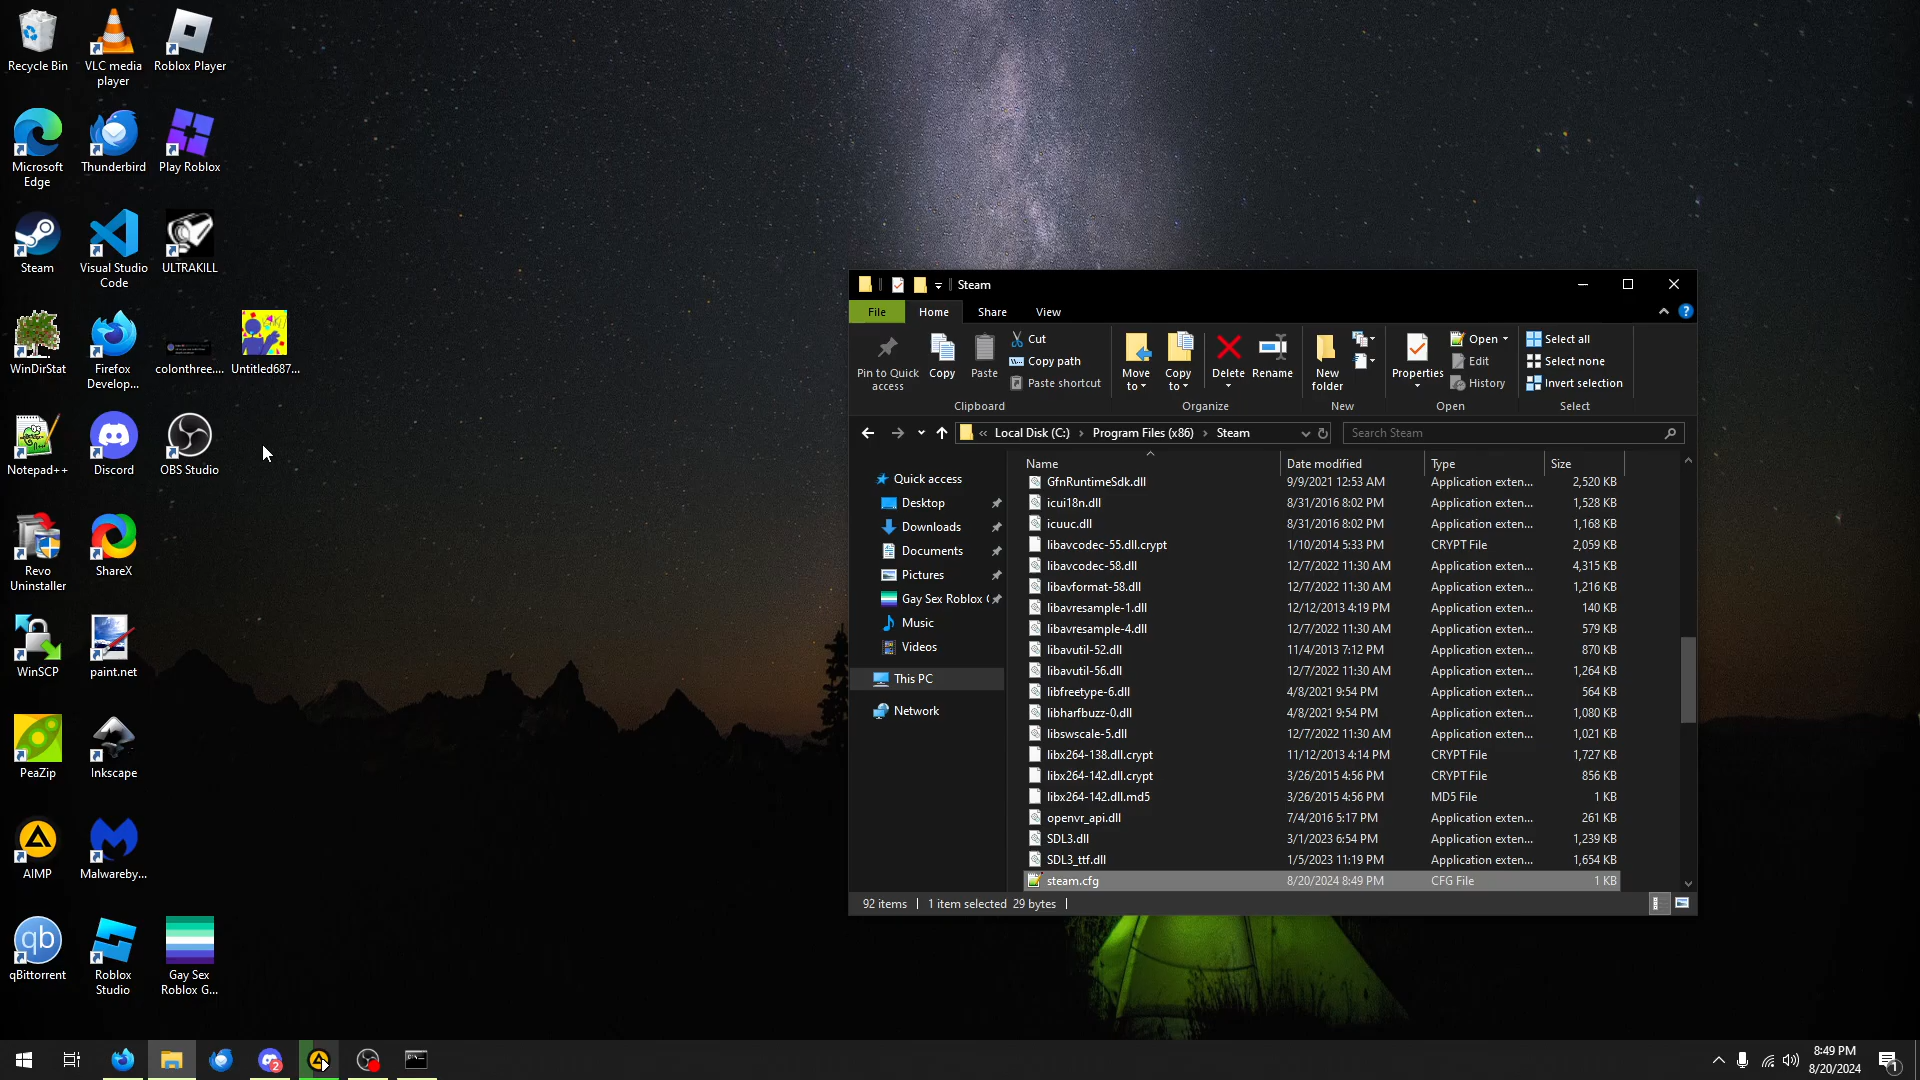 Recycle Bin
VLC media
player
Roblox Player
Microsoft
Edge
Thunderbird
Play Roblox
Steam
Visual Studio
Code
ULTRAKILL
WinDirStat
Firefox
Develop...
colonthree....
Untitled687...
Notepad++
Discord
OBS Studio
Revo
Uninstaller
ShareX
WinSCP
paint.net
PeaZip
Inkscape
AIMP
Malwareby...
qBittorrent
Roblox
Studio
Gay Sex
Roblox G...
Steam
File Home Share View
Pin to Quick
access
Copy
Paste
Cut
Copy path
Paste shortcut
Clipboard
Move
to
Copy
to
Delete
Rename
Organize
New
folder
New
Properties
Open
Edit
History
Open
Select all
Select none
Invert selection
Select
« Local Disk (C:) > Program Files (x86) > Steam
Search Steam
Quick access
Desktop
Downloads
Documents
Pictures
Gay Sex Roblox
Music
Videos
This PC
Network
Name Date modified Type Size
GfnRuntimeSdk.dll 9/9/2021 12:53 AM Application exten... 2,520 KB
icui18n.dll 8/31/2016 8:02 PM Application exten... 1,528 KB
icuuc.dll 8/31/2016 8:02 PM Application exten... 1,168 KB
libavcodec-55.dll.crypt 1/10/2014 5:33 PM CRYPT File 2,059 KB
libavcodec-58.dll 12/7/2022 11:30 AM Application exten... 4,315 KB
libavformat-58.dll 12/7/2022 11:30 AM Application exten... 1,216 KB
libavresample-1.dll 12/12/2013 4:19 PM Application exten... 140 KB
libavresample-4.dll 12/7/2022 11:30 AM Application exten... 579 KB
libavutil-52.dll 11/4/2013 7:12 PM Application exten... 870 KB
libavutil-56.dll 12/7/2022 11:30 AM Application exten... 1,264 KB
libfreetype-6.dll 4/8/2021 9:54 PM Application exten... 564 KB
libharfbuzz-0.dll 4/8/2021 9:54 PM Application exten... 1,080 KB
libswscale-5.dll 12/7/2022 11:30 AM Application exten... 1,021 KB
libx264-138.dll.crypt 11/12/2013 4:14 PM CRYPT File 1,727 KB
libx264-142.dll.crypt 3/26/2015 4:56 PM CRYPT File 856 KB
libx264-142.dll.md5 3/26/2015 4:56 PM MD5 File 1 KB
openvr_api.dll 7/4/2016 5:17 PM Application exten... 261 KB
SDL3.dll 3/1/2023 6:54 PM Application exten... 1,239 KB
SDL3_ttf.dll 1/5/2023 11:19 PM Application exten... 1,654 KB
steam.cfg 8/20/2024 8:49 PM CFG File 1 KB
92 items 1 item selected 29 bytes
2
8:49 PM
8/20/2024
1